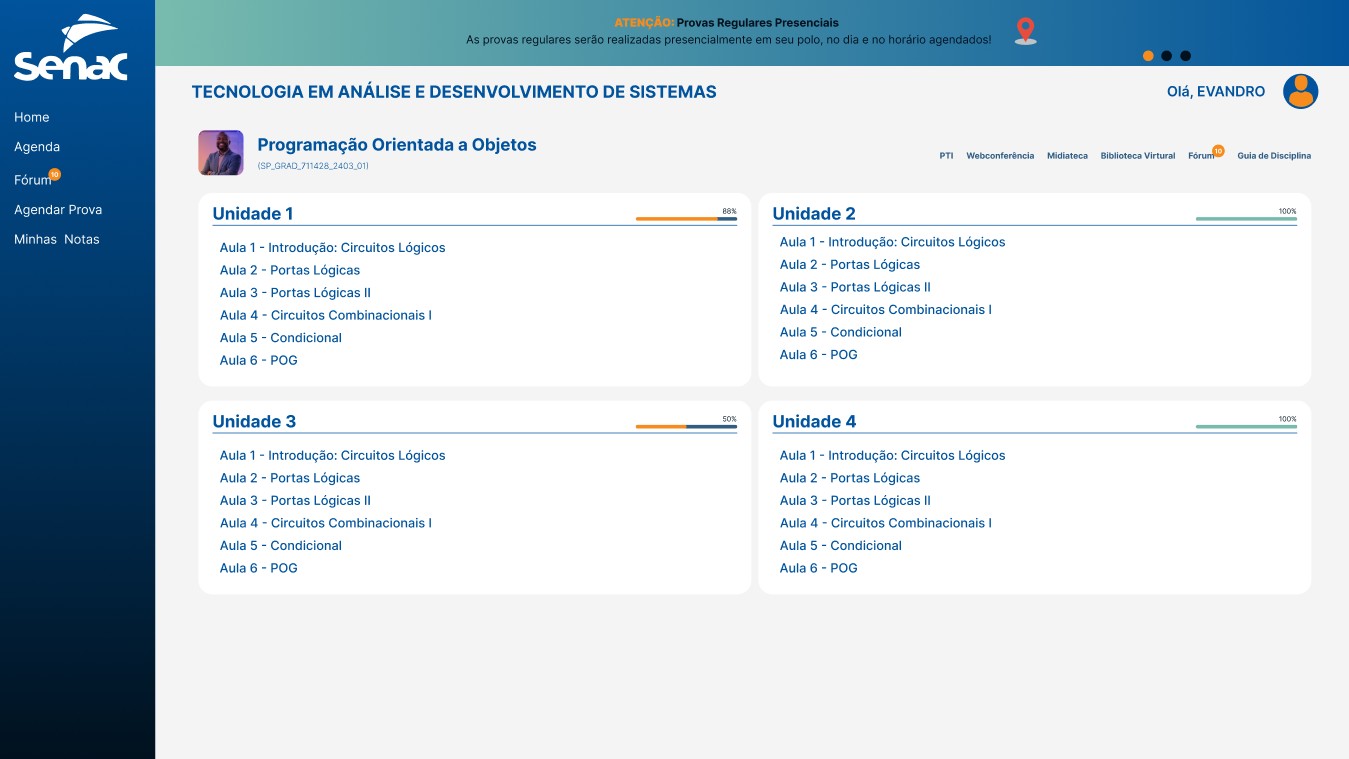 Senac
Home
Agenda
Fórum 10
Agendar Prova
Minhas Notas
ATENÇÃO: Provas Regulares Presenciais
As provas regulares serão realizadas presencialmente em seu polo, no dia e no horário agendados!
TECNOLOGIA EM ANÁLISE E DESENVOLVIMENTO DE SISTEMAS
Olá, EVANDRO
Programação Orientada a Objetos
(SP_GRAD_711428_2403_01)
PTI Webconferência Midiateca Biblioteca Virtural Fórum 10 Guia de Disciplina
Unidade 1 88%
Aula 1 - Introdução: Circuitos Lógicos
Aula 2 - Portas Lógicas
Aula 3 - Portas Lógicas II
Aula 4 - Circuitos Combinacionais I
Aula 5 - Condicional
Aula 6 - POG
Unidade 2 100%
Aula 1 - Introdução: Circuitos Lógicos
Aula 2 - Portas Lógicas
Aula 3 - Portas Lógicas II
Aula 4 - Circuitos Combinacionais I
Aula 5 - Condicional
Aula 6 - POG
Unidade 3 50%
Aula 1 - Introdução: Circuitos Lógicos
Aula 2 - Portas Lógicas
Aula 3 - Portas Lógicas II
Aula 4 - Circuitos Combinacionais I
Aula 5 - Condicional
Aula 6 - POG
Unidade 4 100%
Aula 1 - Introdução: Circuitos Lógicos
Aula 2 - Portas Lógicas
Aula 3 - Portas Lógicas II
Aula 4 - Circuitos Combinacionais I
Aula 5 - Condicional
Aula 6 - POG